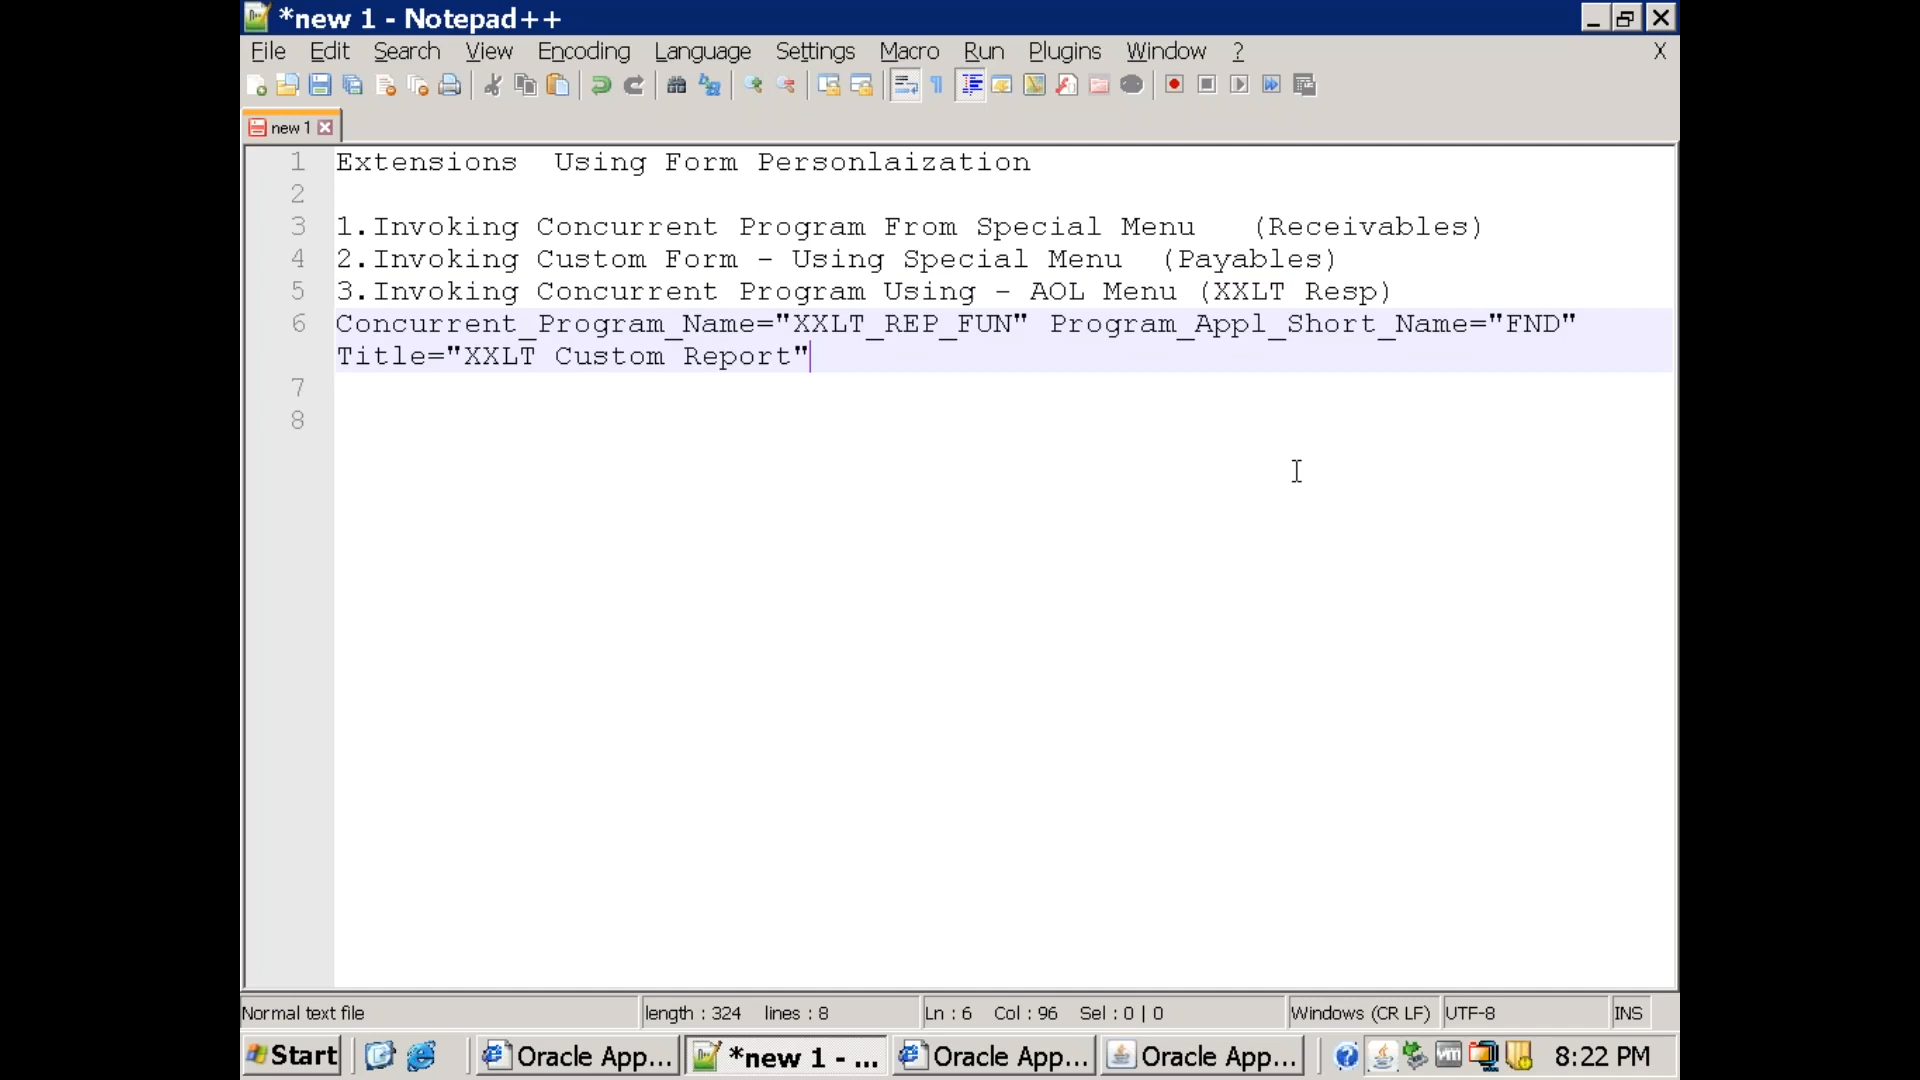 *new 1 - Notepad++
File Edit Search View Encoding Language Settings Macro Run Plugins Window ? X
new 1
1 Extensions  Using Form Personlaization
2
3 1.Invoking Concurrent Program From Special Menu   (Receivables)
4 2.Invoking Custom Form - Using Special Menu  (Payables)
5 3.Invoking Concurrent Program Using - AOL Menu (XXLT Resp)
6 Concurrent_Program_Name="XXLT_REP_FUN" Program_Appl_Short_Name="FND"
Title="XXLT Custom Report"
7
8
Normal text file length : 324 lines : 8 Ln : 6 Col : 96 Sel : 0 | 0 Windows (CR LF) UTF-8 INS
Start Oracle App... *new 1 - ... Oracle App... Oracle App... 8:22 PM